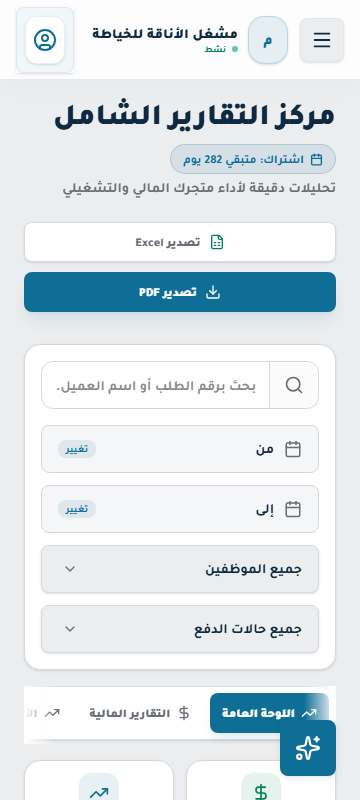 مشغل الأناقة للخياطة
نشط
م
مركز التقارير الشامل
اشتراك: متبقي 282 يوم
تحليلات دقيقة لأداء متجرك المالي والتشغيلي
تصدير Excel
تصدير PDF
بحث برقم الطلب أو اسم العميل.
من
تغيير
إلى
تغيير
جميع الموظفين
جميع حالات الدفع
اللوحة العامة
التقارير المالية